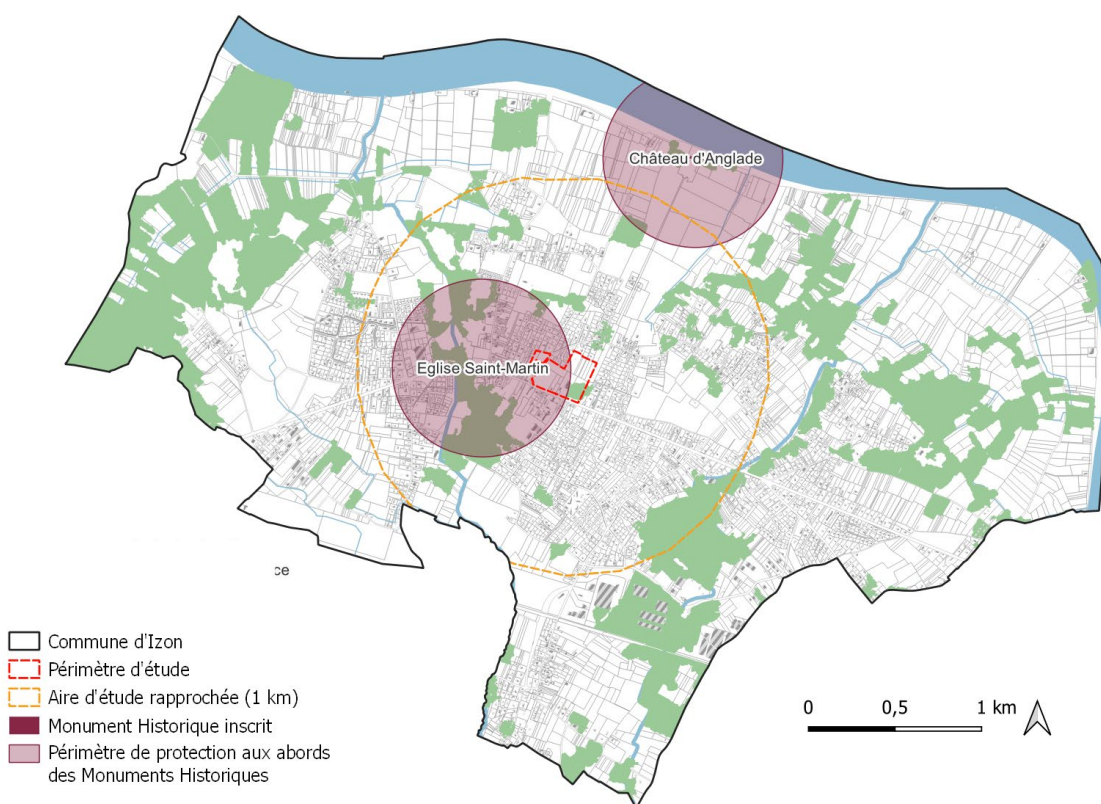 Château d'Anglade
Eglise Saint-Martin
ce
Commune d'Izon
Périmètre d'étude
Aire d'étude rapprochée (1 km)
Monument Historique inscrit
Périmètre de protection aux abords
des Monuments Historiques
0 0,5 1 km